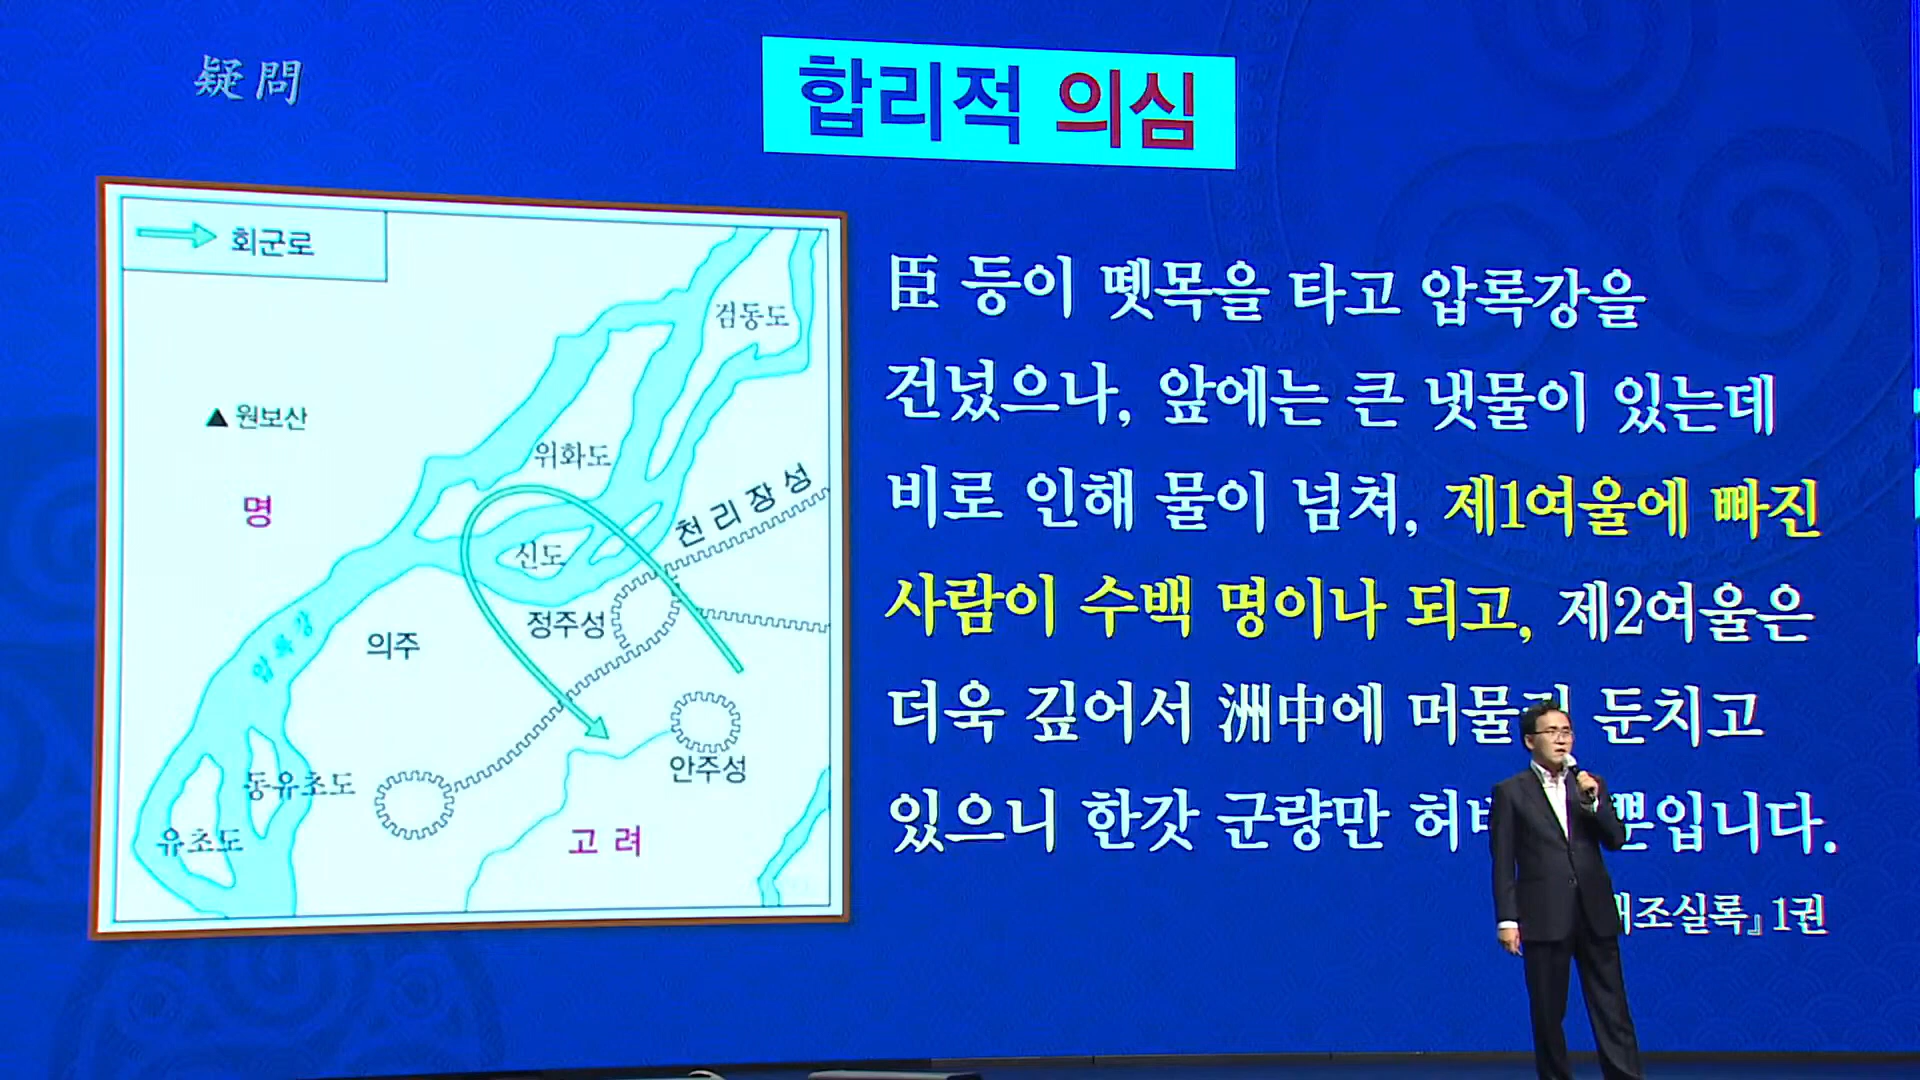 疑問
합리적 의심
회군로
검동도
▲ 원보산
위화도
명
천리장성
신도
정주성
의주
압록강
안주성
동유초도
유초도
고려
臣 등이 뗏목을 타고 압록강을
건넜으나, 앞에는 큰 냇물이 있는데
비로 인해 물이 넘쳐, 제1여울에 빠진
사람이 수백 명이나 되고, 제2여울은
더욱 깊어서 洲中에 머물러 둔치고
있으니 한갓 군량만 뿐입니다.
조실록』 1권